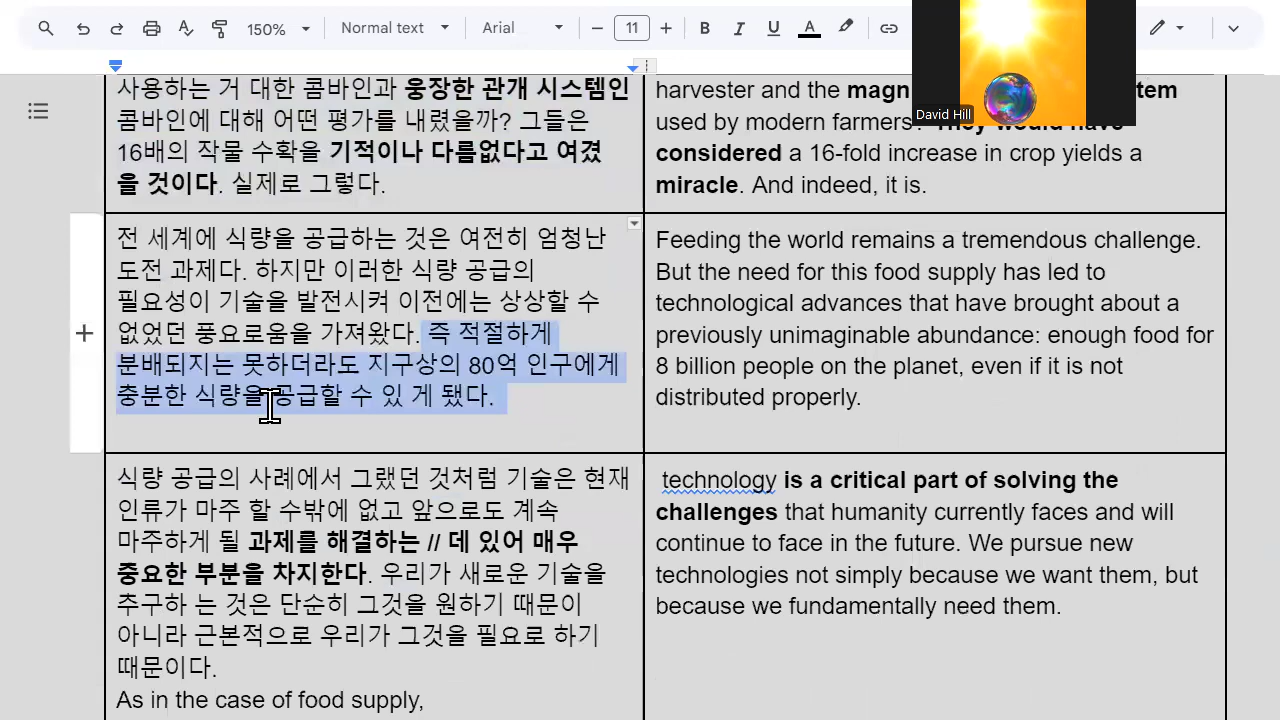 150%
Normal text
Arial
11
B
I
U
A
David Hill
사용하는 거 대한 콤바인과 웅장한 관개 시스템인
콤바인에 대해 어떤 평가를 내렸을까? 그들은
16배의 작물 수확을 기적이나 다름없다고 여겼
을 것이다. 실제로 그렇다.
harvester and the magn
tem
used by modern farmers? They would have
considered a 16-fold increase in crop yields a
miracle. And indeed, it is.
전 세계에 식량을 공급하는 것은 여전히 엄청난
도전 과제다. 하지만 이러한 식량 공급의
필요성이 기술을 발전시켜 이전에는 상상할 수
없었던 풍요로움을 가져왔다. 즉 적절하게
분배되지는 못하더라도 지구상의 80억 인구에게
충분한 식량을 공급할 수 있 게 됐다.
Feeding the world remains a tremendous challenge.
But the need for this food supply has led to
technological advances that have brought about a
previously unimaginable abundance: enough food for
8 billion people on the planet, even if it is not
distributed properly.
식량 공급의 사례에서 그랬던 것처럼 기술은 현재
인류가 마주 할 수밖에 없고 앞으로도 계속
마주하게 될 과제를 해결하는 // 데 있어 매우
중요한 부분을 차지한다. 우리가 새로운 기술을
추구하 는 것은 단순히 그것을 원하기 때문이
아니라 근본적으로 우리가 그것을 필요로 하기
때문이다.
As in the case of food supply,
technology is a critical part of solving the
challenges that humanity currently faces and will
continue to face in the future. We pursue new
technologies not simply because we want them, but
because we fundamentally need them.